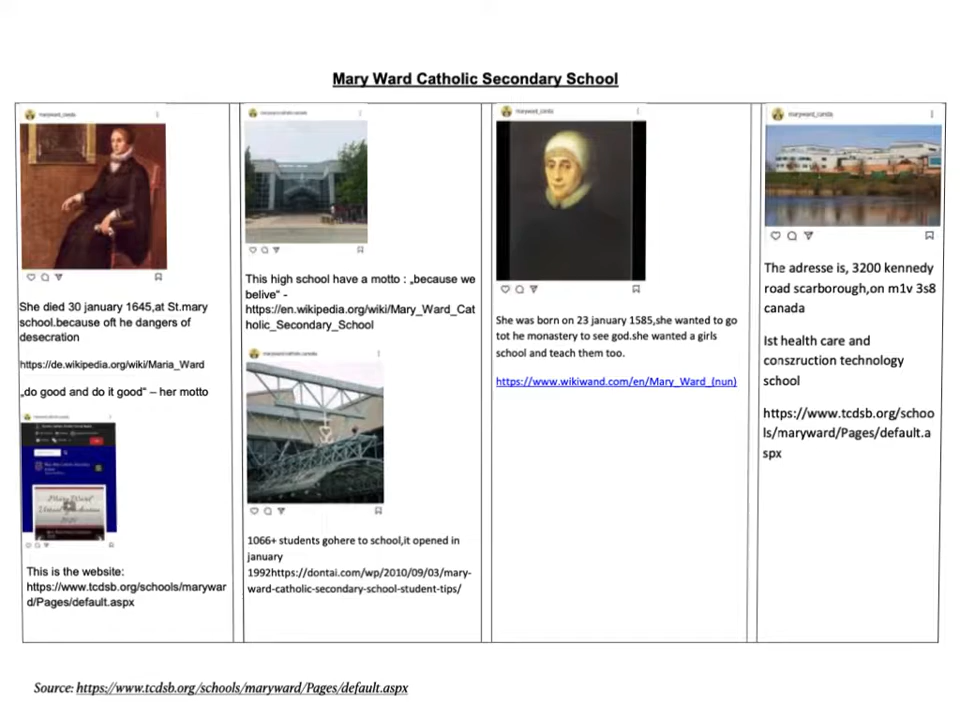 Mary Ward Catholic Secondary School
maryward_canda
She died 30 january 1645,at St.mary
school.because oft he dangers of
desecration
https://de.wikipedia.org/wiki/Maria_Ward
„do good and do it good“ – her motto
This is the website:
https://www.tcdsb.org/schools/marywar
d/Pages/default.aspx
This high school have a motto : „because we
belive“ -
https://en.wikipedia.org/wiki/Mary_Ward_Cat
holic_Secondary_School
1066+ students gohere to school,it opened in
january
1992https://dontai.com/wp/2010/09/03/mary-
ward-catholic-secondary-school-student-tips/
maryward_canda
She was born on 23 january 1585,she wanted to go
tot he monastery to see god.she wanted a girls
school and teach them too.
https://www.wikiwand.com/en/Mary_Ward_(nun)
maryward_canda
The adresse is, 3200 kennedy
road scarborough,on m1v 3s8
canada
Ist health care and
conszruction technology
school
https://www.tcdsb.org/schoo
ls/maryward/Pages/default.a
spx
Source: https://www.tcdsb.org/schools/maryward/Pages/default.aspx